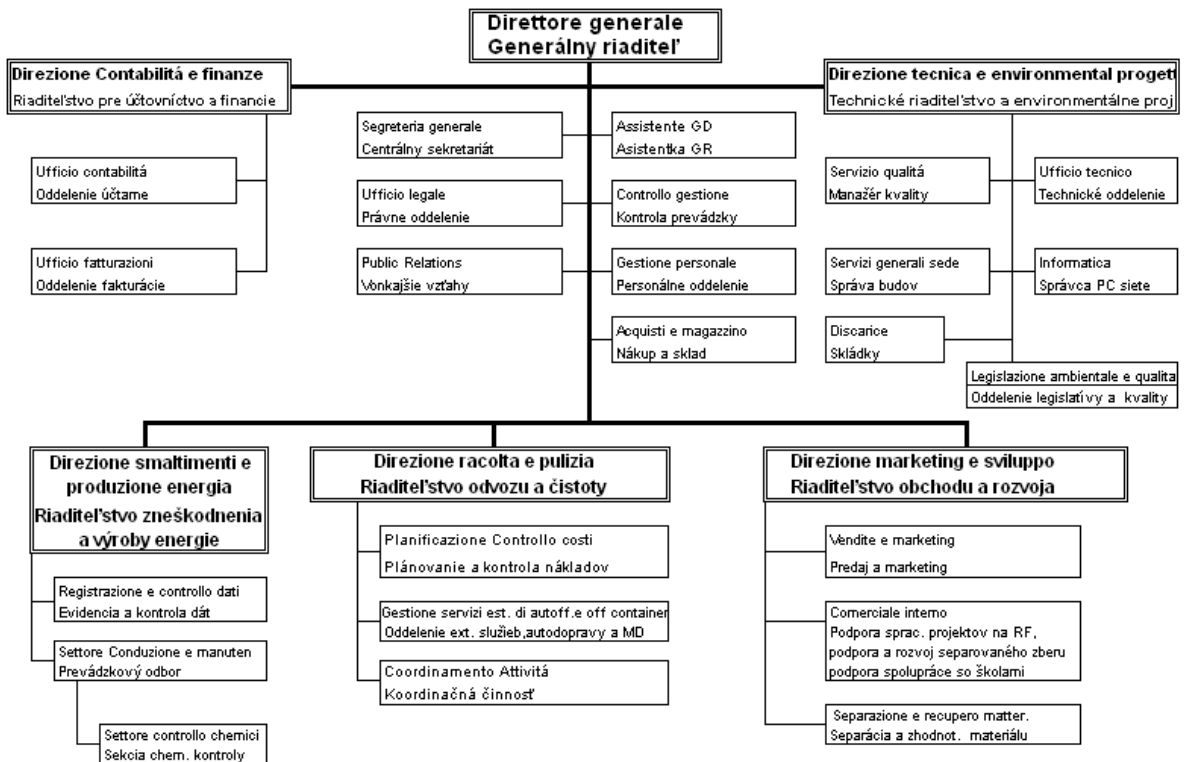 Direttore generale
Generálny riaditeľ
Direzione Contabilitá e finanze
Riaditeľstvo pre účtovníctvo a financie
Direzione tecnica e environmental progett
Technické riaditeľstvo a environmentálne proj
Segreteria generale
Centrálny sekretariát
Assistente GD
Asistentka GR
Ufficio contabilitá
Oddelenie účtame
Servizio qualitá
Manažér kvality
Ufficio tecnico
Technické oddelenie
Ufficio legale
Právne oddelenie
Controllo gestione
Kontrola prevádzky
Ufficio fatturazioni
Oddelenie fakturácie
Public Relations
Vonkajšie vzťahy
Gestione personale
Personálne oddelenie
Servizi generali sede
Správa budov
Informatica
Správca PC siete
Acquisti e magazzino
Nákup a sklad
Discarice
Skládky
Legislazione ambientale e qualita
Oddelenie legislatívy a kvality
Direzione smaltimenti e
produzione energia
Riaditeľstvo zneškodnenia
a výroby energie
Direzione racolta e pulizia
Riaditeľstvo odvozu a čistoty
Direzione marketing e sviluppo
Riaditeľstvo obchodu a rozvoja
Registrazione e controllo dati
Evidencia a kontrola dát
Settore Conduzione e manuten
Prevádzkový odbor
Settore controllo chemici
Sekcia chem. kontroly
Planificazione Controllo costi
Plánovanie a kontrola nákladov
Gestione servizi est. di autoff.e off container
Oddelenie ext. služieb,autodopravy a MD
Coordinamento Attivitá
Koordinačná činnosť
Vendite e marketing
Predaj a marketing
Comerciale interno
Podpora sprac. projektov na RF,
podpora a rozvoj separovaného zberu
podpora spolupráce so školami
Separazione e recupero matter.
Separácia a zhodnot. materiálu